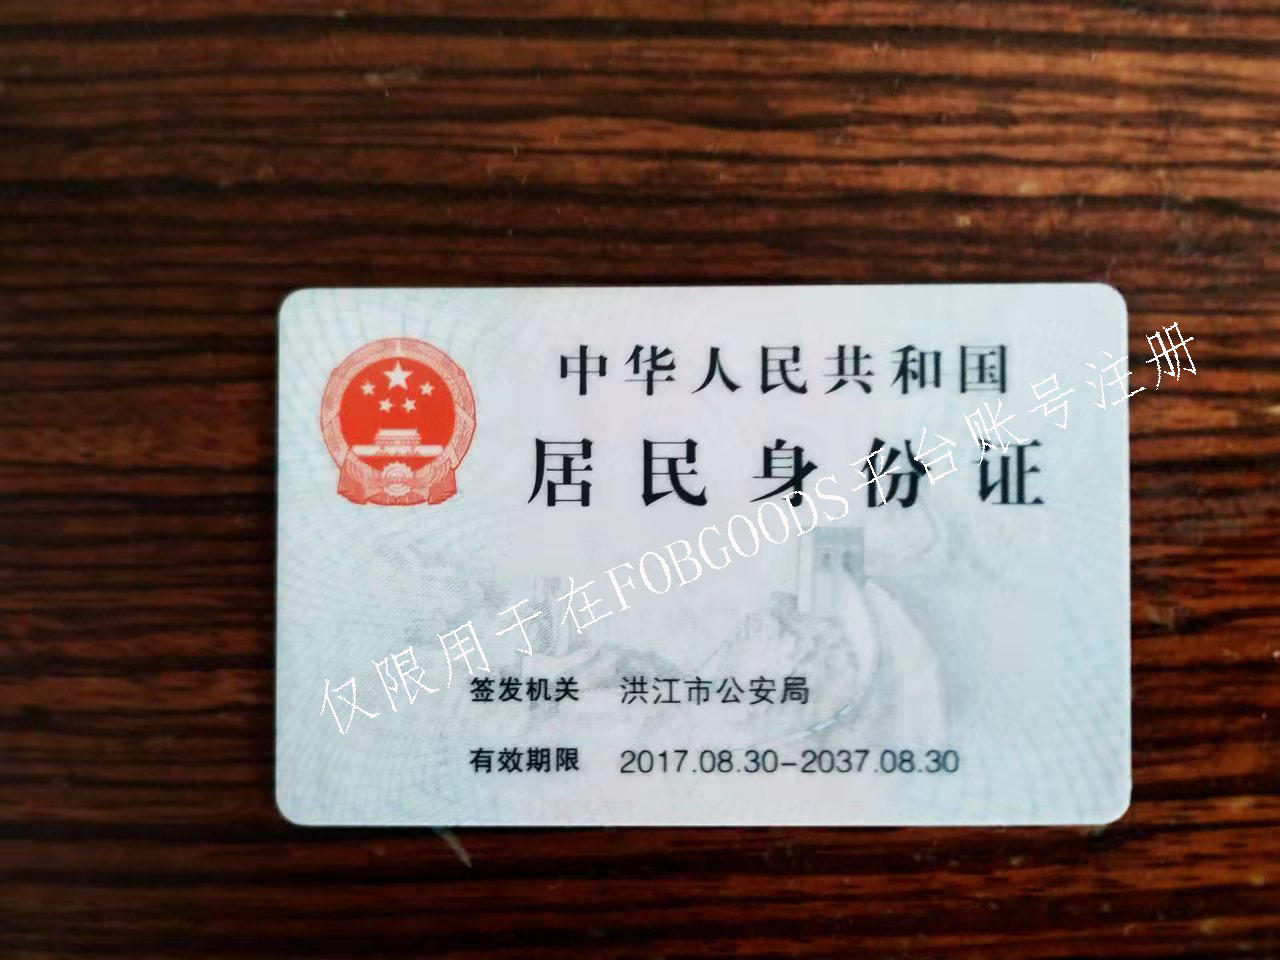 中华人民共和国
居民身份证
仅限用于在FOBGOODS平台账号注册
签发机关 洪江市公安局
有效期限 2017.08.30-2037.08.30